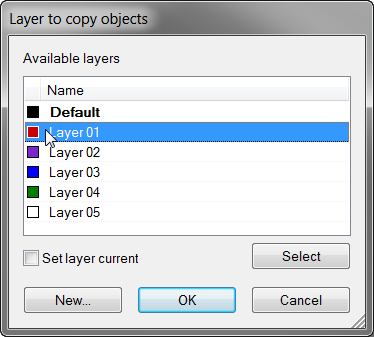 Layer to copy objects
Available layers
Name
Default
Layer 01
Layer 02
Layer 03
Layer 04
Layer 05
Set layer current
Select
New...
OK
Cancel